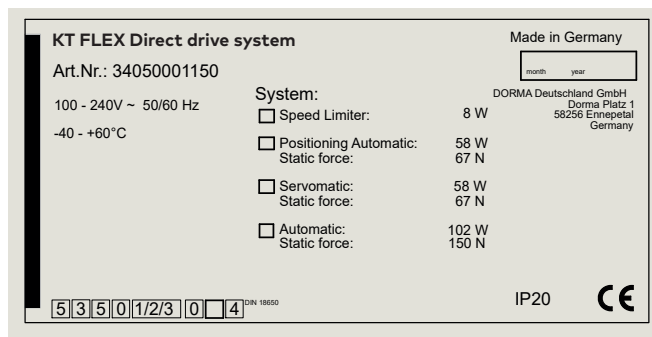 KT FLEX Direct drive system
Made in Germany
Art.Nr.: 34050001150
month year
100 - 240V ~ 50/60 Hz
-40 - +60°C
System:
Speed Limiter: 8 W
Positioning Automatic: 58 W
Static force: 67 N
Servomatic: 58 W
Static force: 67 N
Automatic: 102 W
Static force: 150 N
DORMA Deutschland GmbH
Dorma Platz 1
58256 Ennepetal
Germany
5 3 5 0 1/2/3 0 4 DIN 18650
IP20 CE